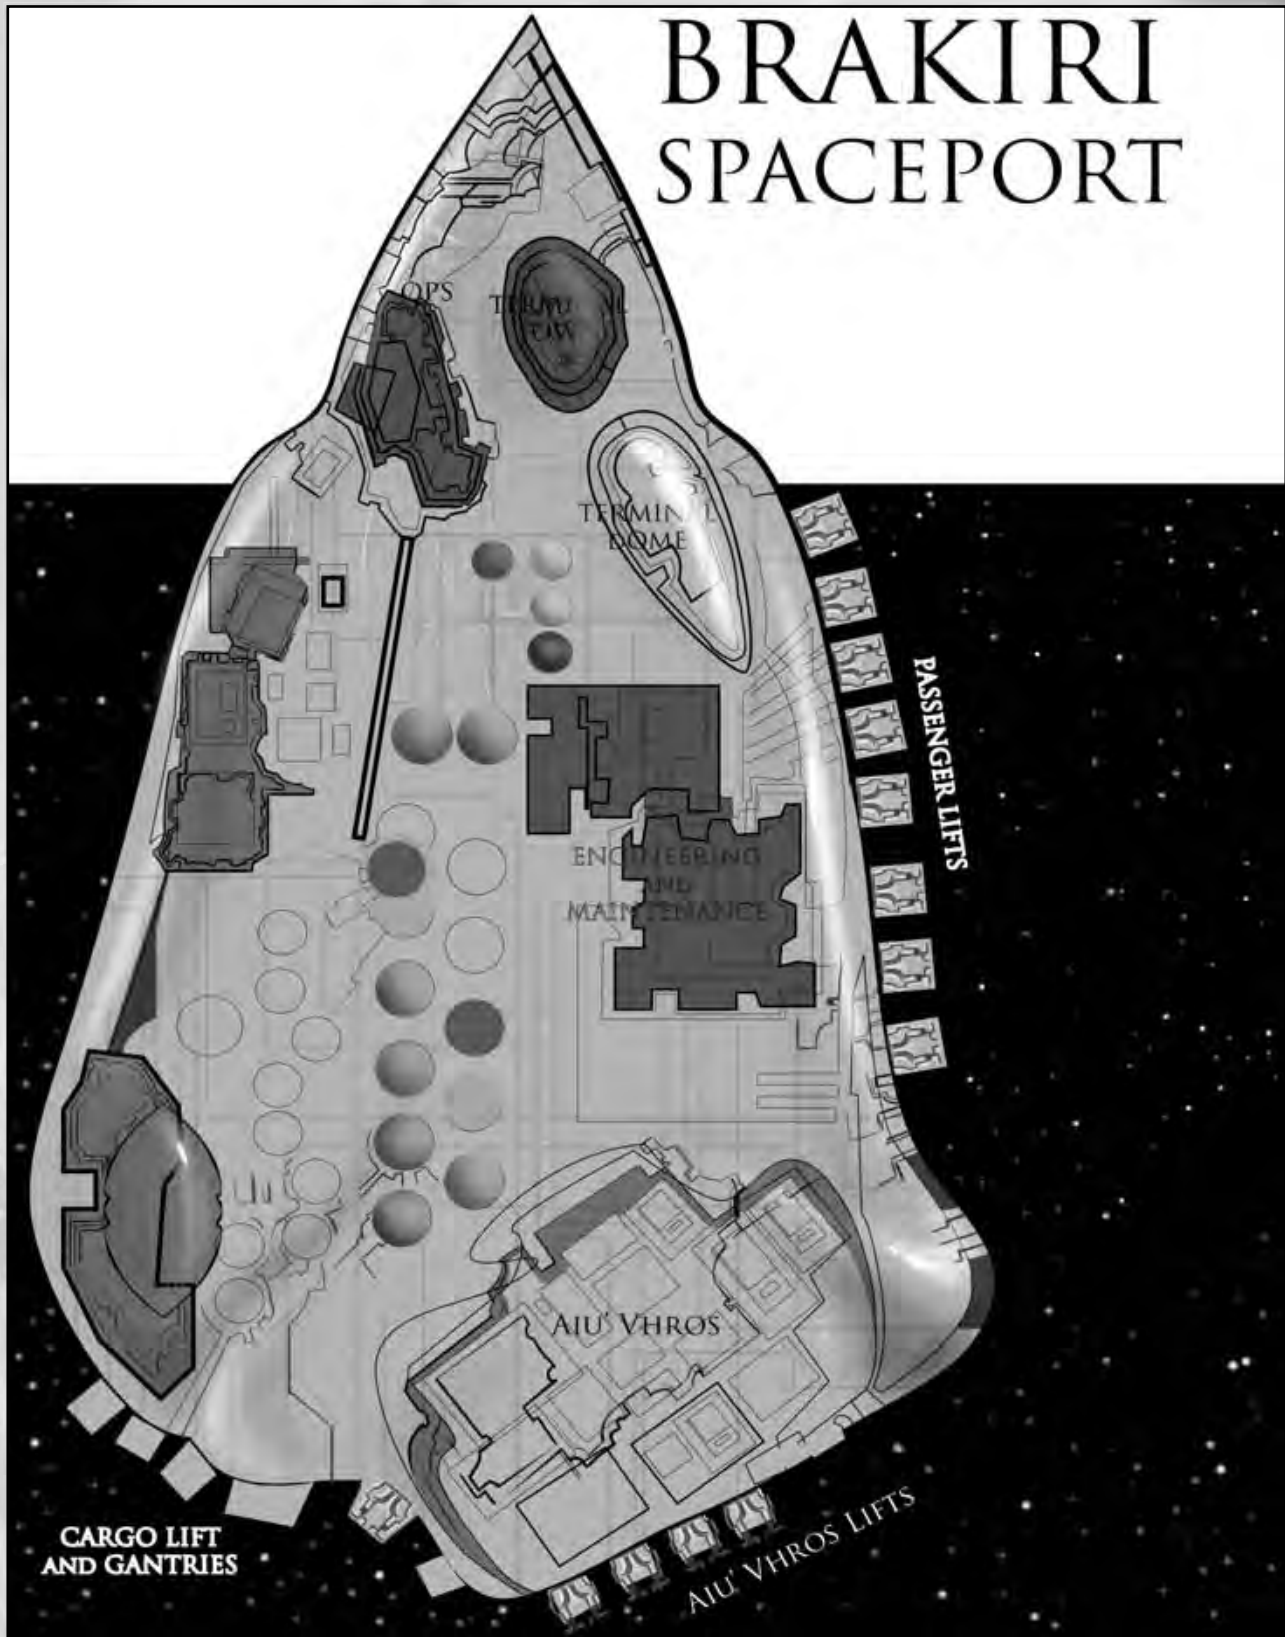 BRAKIRI
SPACEPORT
OPS
TERMINAL
DOME
PASSENGER LIFTS
ENGINEERING
AND
MAINTENANCE
AIU' VHROS
AIU' VHROS LIFTS
CARGO LIFT
AND GANTRIES